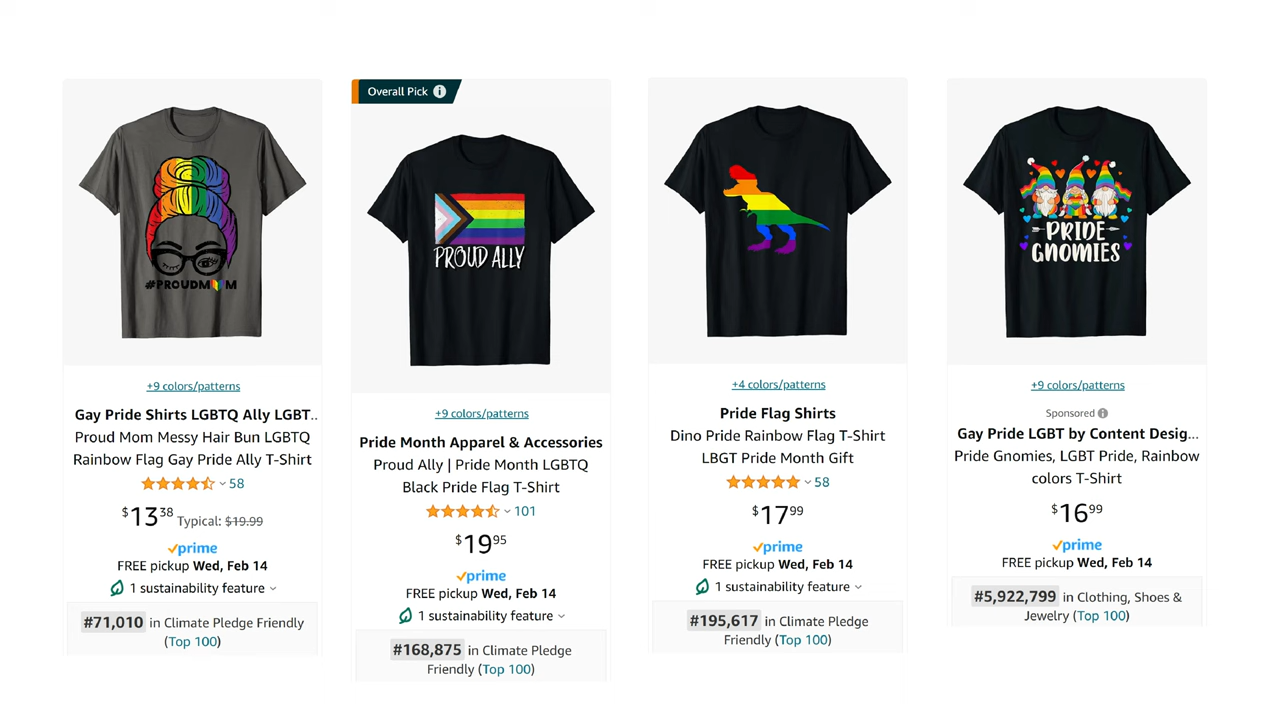 #PROUDM M
+9 colors/patterns
Gay Pride Shirts LGBTQ Ally LGBT..
Proud Mom Messy Hair Bun LGBTQ
Rainbow Flag Gay Pride Ally T-Shirt
58
$13 38 Typical: $19.99
prime
FREE pickup Wed, Feb 14
1 sustainability feature
#71,010 in Climate Pledge Friendly
(Top 100)
Overall Pick
PROUD ALLY
+9 colors/patterns
Pride Month Apparel & Accessories
Proud Ally | Pride Month LGBTQ
Black Pride Flag T-Shirt
101
$19 95
prime
FREE pickup Wed, Feb 14
1 sustainability feature
#168,875 in Climate Pledge
Friendly (Top 100)
+4 colors/patterns
Pride Flag Shirts
Dino Pride Rainbow Flag T-Shirt
LBGT Pride Month Gift
58
$17 99
prime
FREE pickup Wed, Feb 14
1 sustainability feature
#195,617 in Climate Pledge
Friendly (Top 100)
PRIDE
GNOMIES
+9 colors/patterns
Sponsored
Gay Pride LGBT by Content Desig...
Pride Gnomies, LGBT Pride, Rainbow
colors T-Shirt
$16 99
prime
FREE pickup Wed, Feb 14
#5,922,799 in Clothing, Shoes &
Jewelry (Top 100)